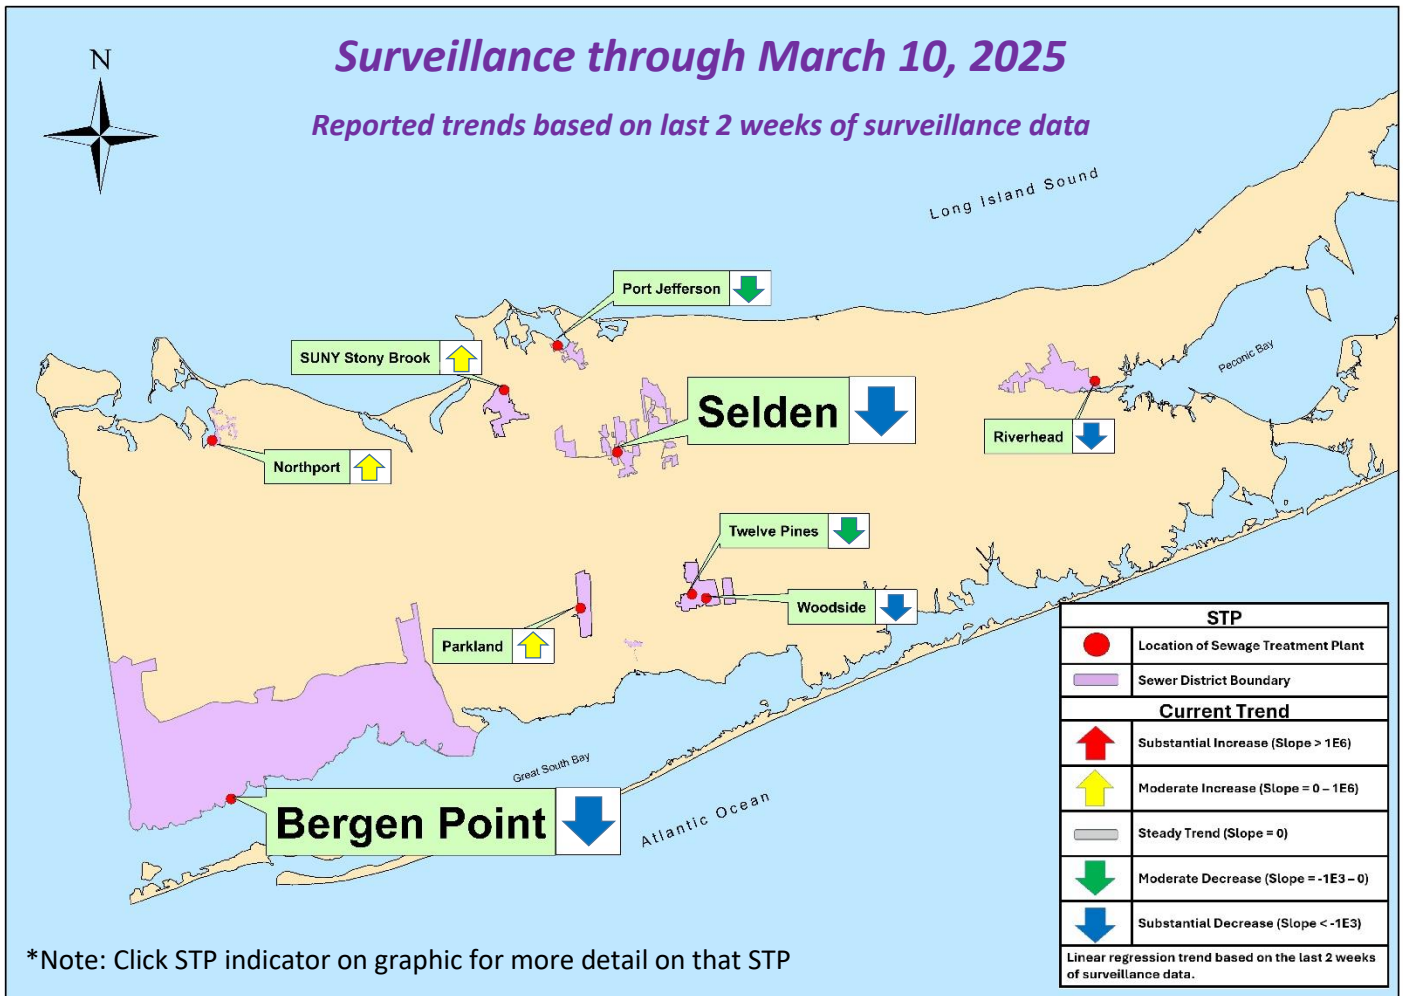 Surveillance through March 10, 2025
Reported trends based on last 2 weeks of surveillance data
N
Long Island Sound
Port Jefferson
SUNY Stony Brook
Peconic Bay
Selden
Riverhead
Northport
Twelve Pines
Woodside
Parkland
Great South Bay
Bergen Point
Atlantic Ocean
STP
Location of Sewage Treatment Plant
Sewer District Boundary
Current Trend
Substantial Increase (Slope > 1E6)
Moderate Increase (Slope = 0 – 1E6)
Steady Trend (Slope = 0)
Moderate Decrease (Slope = -1E3 – 0)
Substantial Decrease (Slope < -1E3)
Linear regression trend based on the last 2 weeks
of surveillance data.
*Note: Click STP indicator on graphic for more detail on that STP